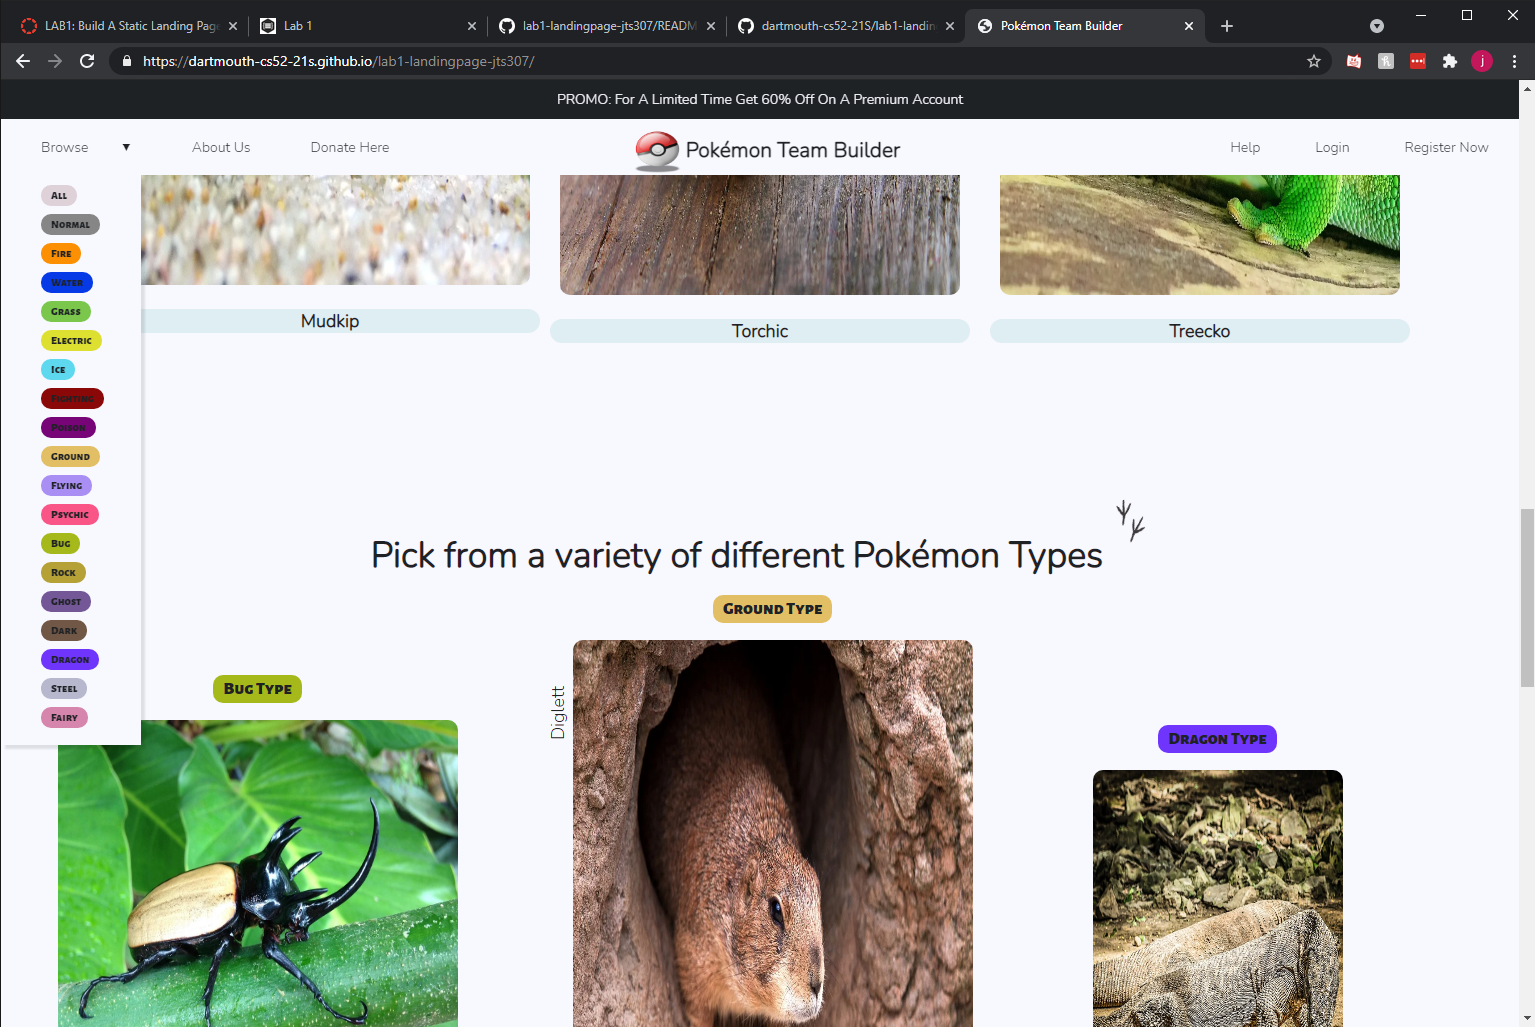 LAB1: Build A Static Landing Pag
Lab 1
lab1-landingpage-jts307/READM
dartmouth-cs52-21S/lab1-landin
Pokémon Team Builder
https://dartmouth-cs52-21s.github.io/lab1-landingpage-jts307/
j
PROMO: For A Limited Time Get 60% Off On A Premium Account
Browse ▼ About Us Donate Here
Pokémon Team Builder
Help Login Register Now
All
Normal
Fire
Water
Grass
Electric
Ice
Fighting
Poison
Ground
Flying
Psychic
Bug
Rock
Ghost
Dark
Dragon
Steel
Fairy
Mudkip
Torchic
Treecko
Pick from a variety of different Pokémon Types
Ground Type
Bug Type
Diglett
Dragon Type